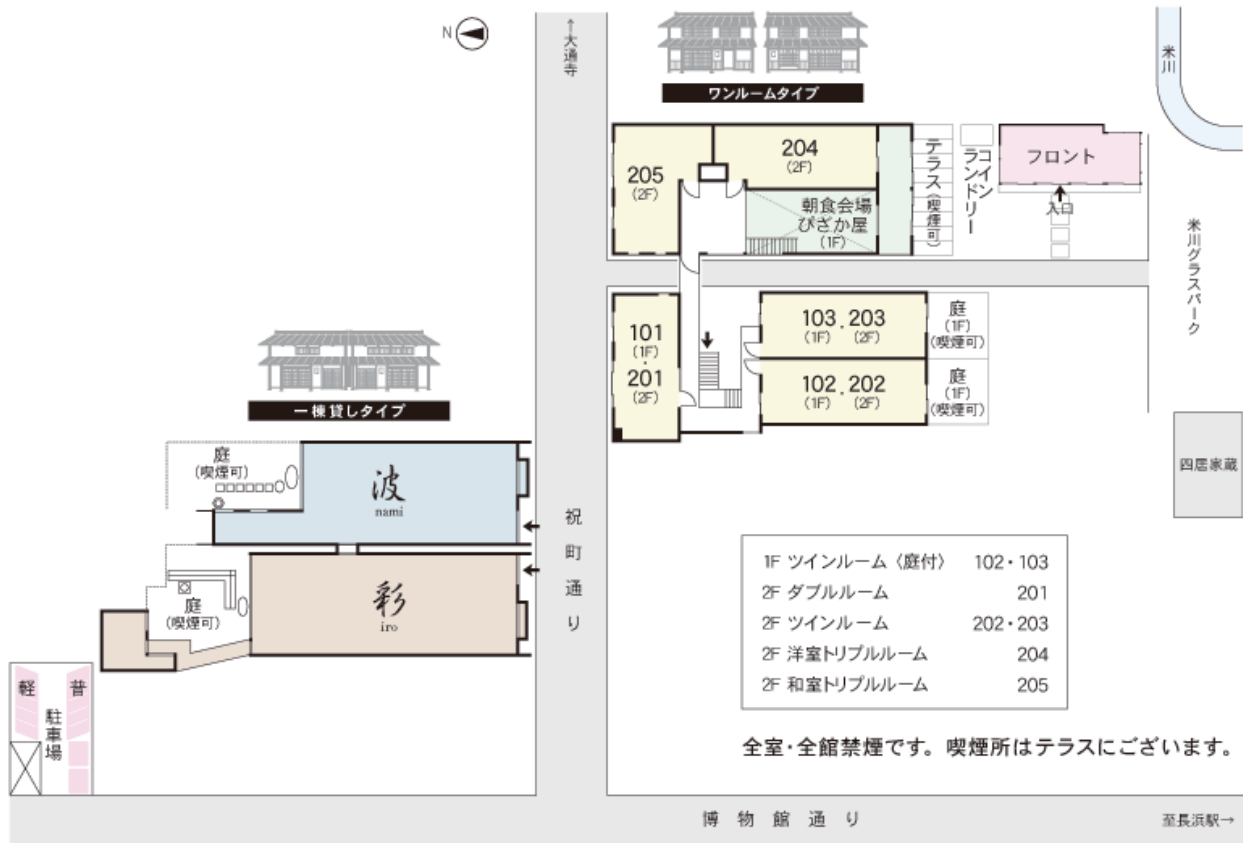 N
↑大通寺
ワンルームタイプ
米川
205
(2F)
204
(2F)
朝食会場
びざか屋
(1F)
テラス(喫煙可)
コイン
ランドリー
フロント
入口
米川グラスパーク
101
(1F)
・
201
(2F)
103・203
(1F) (2F)
庭
(1F)
(喫煙可)
102・202
(1F) (2F)
庭
(1F)
(喫煙可)
一棟貸しタイプ
庭
(喫煙可)
波
nami
庭
(喫煙可)
彩
iro
祝町通り
四居家蔵
軽
普
駐車場
1F ツインルーム〈庭付〉 102・103
2F ダブルルーム 201
2F ツインルーム 202・203
2F 洋室トリプルルーム 204
2F 和室トリプルルーム 205
全室・全館禁煙です。喫煙所はテラスにございます。
博物館通り
至長浜駅→